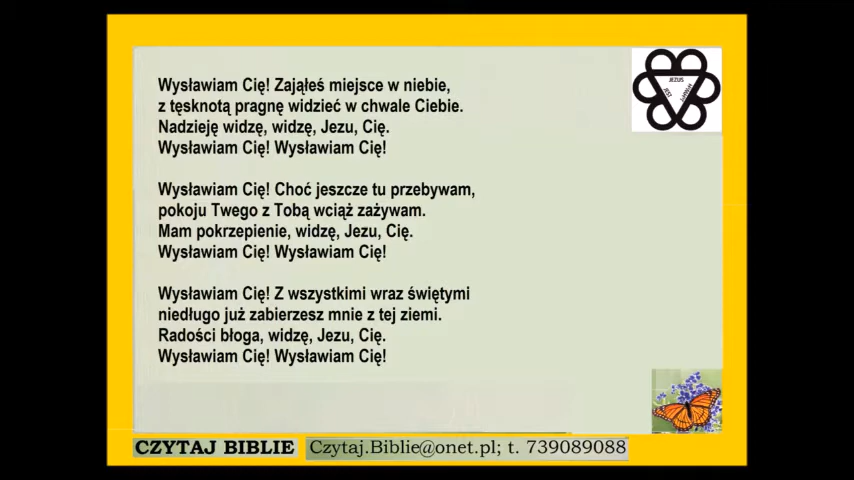 Wysławiam Cię! Zająłeś miejsce w niebie,
z tęsknotą pragnę widzieć w chwale Ciebie.
Nadzieję widzę, widzę, Jezu, Cię.
Wysławiam Cię! Wysławiam Cię!
Wysławiam Cię! Choć jeszcze tu przebywam,
pokoju Twego z Tobą wciąż zażywam.
Mam pokrzepienie, widzę, Jezu, Cię.
Wysławiam Cię! Wysławiam Cię!
Wysławiam Cię! Z wszystkimi wraz świętymi
niedługo już zabierzesz mnie z tej ziemi.
Radości błoga, widzę, Jezu, Cię.
Wysławiam Cię! Wysławiam Cię!
JEZUS
JEST
CZYTAJ BIBLIE
Czytaj.Biblie@onet.pl; t. 739089088